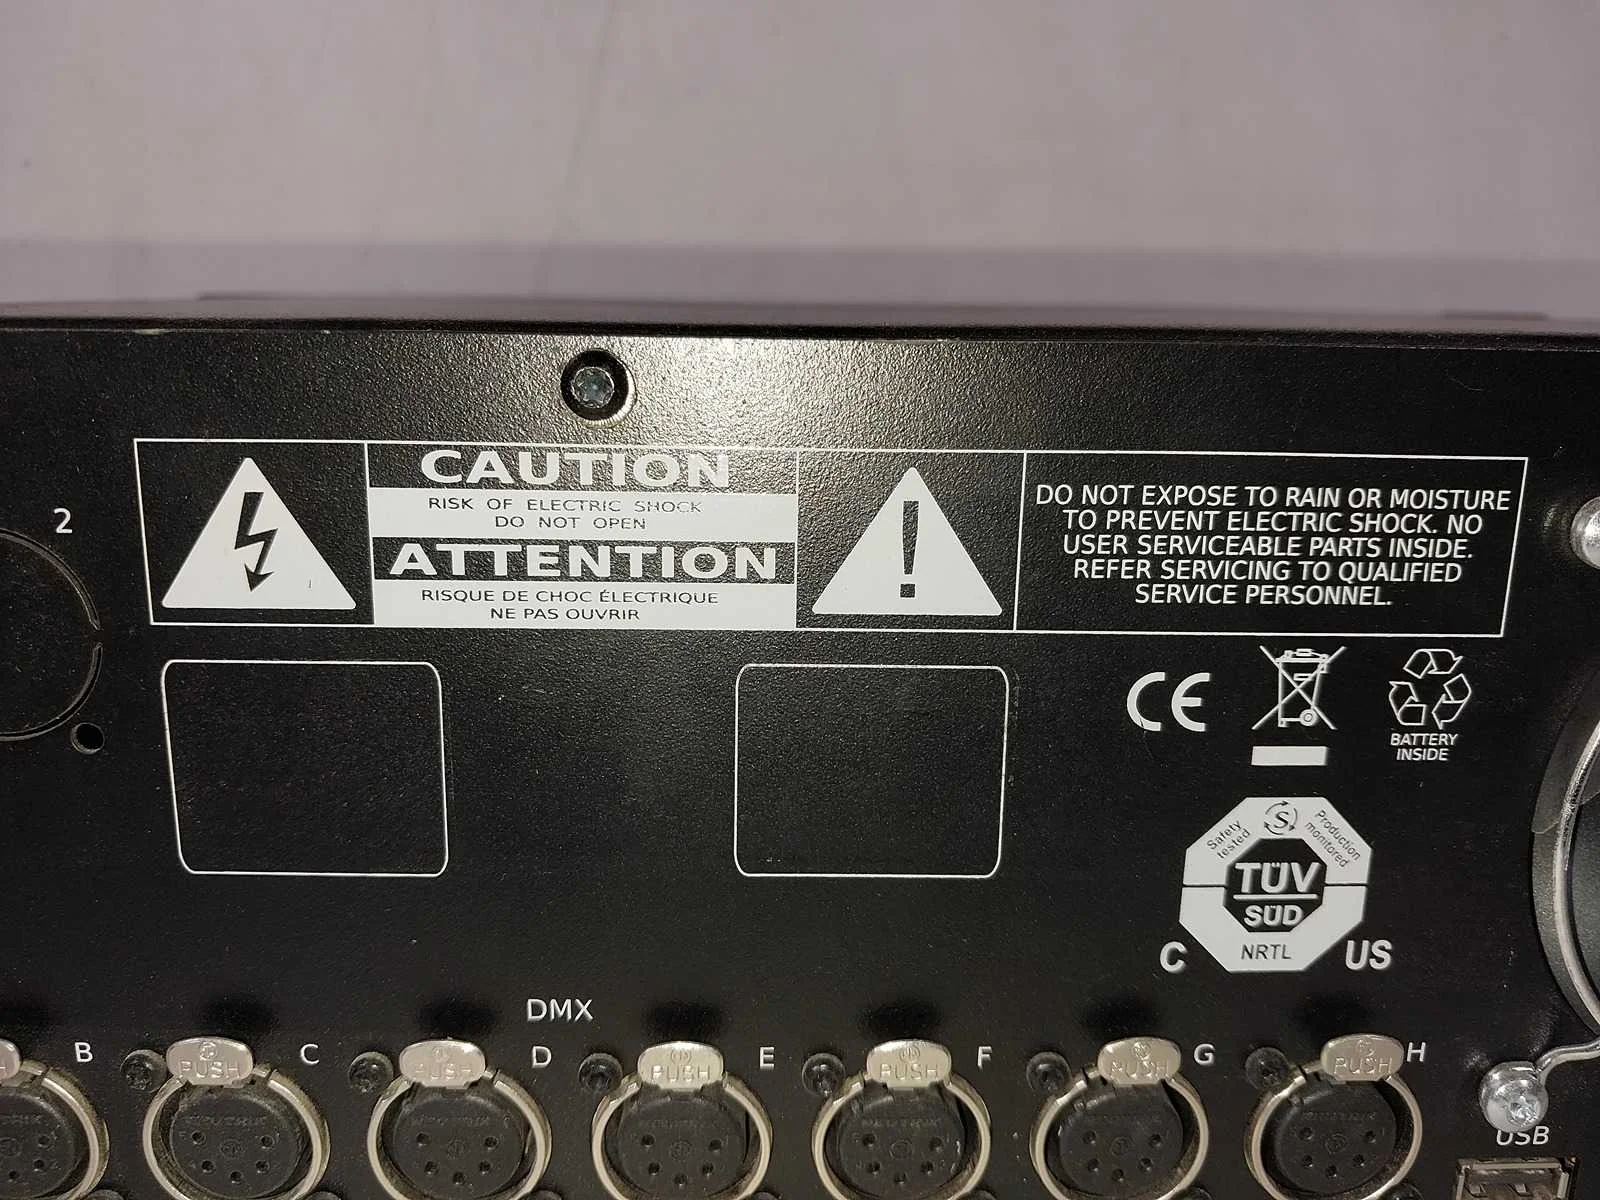 2
CAUTION
RISK OF ELECTRIC SHOCK
DO NOT OPEN
ATTENTION
RISQUE DE CHOC ÉLECTRIQUE
NE PAS OUVRIR
DO NOT EXPOSE TO RAIN OR MOISTURE
TO PREVENT ELECTRIC SHOCK. NO
USER SERVICEABLE PARTS INSIDE.
REFER SERVICING TO QUALIFIED
SERVICE PERSONNEL.
CE
BATTERY
INSIDE
Safety
tested
S
Production
monitored
TÜV
SÜD
NRTL
C
US
DMX
B
C
D
E
F
G
H
PUSH
PUSH
PUSH
PUSH
PUSH
PUSH
USB